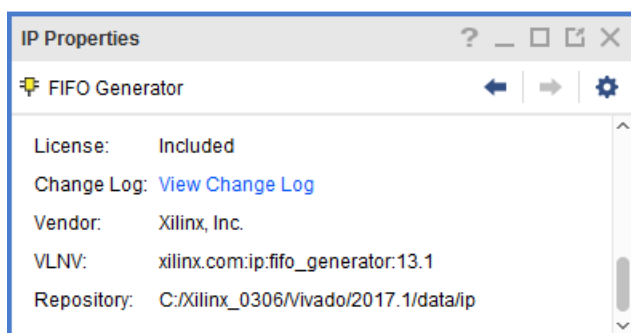 IP Properties
FIFO Generator
License: Included
Change Log: View Change Log
Vendor: Xilinx, Inc.
VLNV: xilinx.com:ip:fifo_generator:13.1
Repository: C:/Xilinx_0306/Vivado/2017.1/data/ip